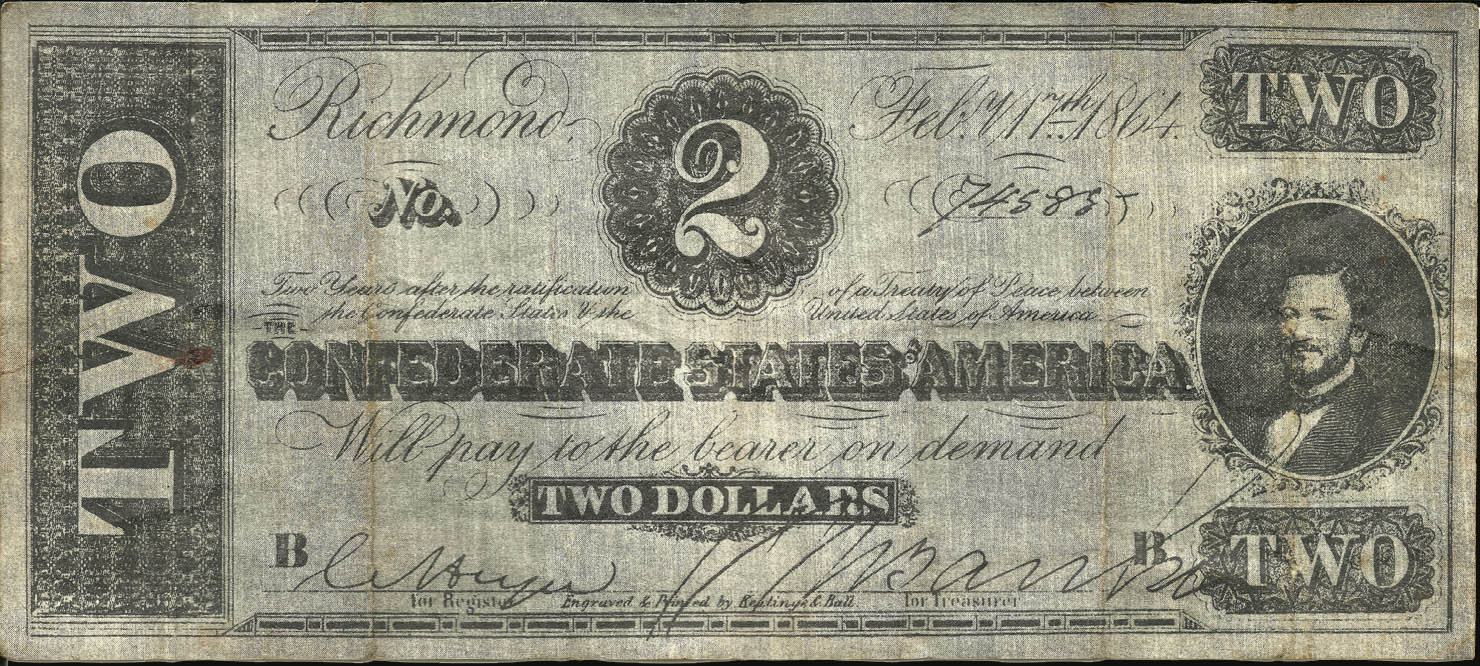 TWO
Richmond,
2
Feb.y 17th 1864.
TWO
No.
74585
Two Years after the ratification of a Treaty of Peace between
the Confederate States & the United States of America
THE
CONFEDERATE STATES OF AMERICA
Will pay to the bearer on demand
TWO DOLLARS
B
B
TWO
for Register
Engraved & Printed by Keatinge & Ball
for Treasurer